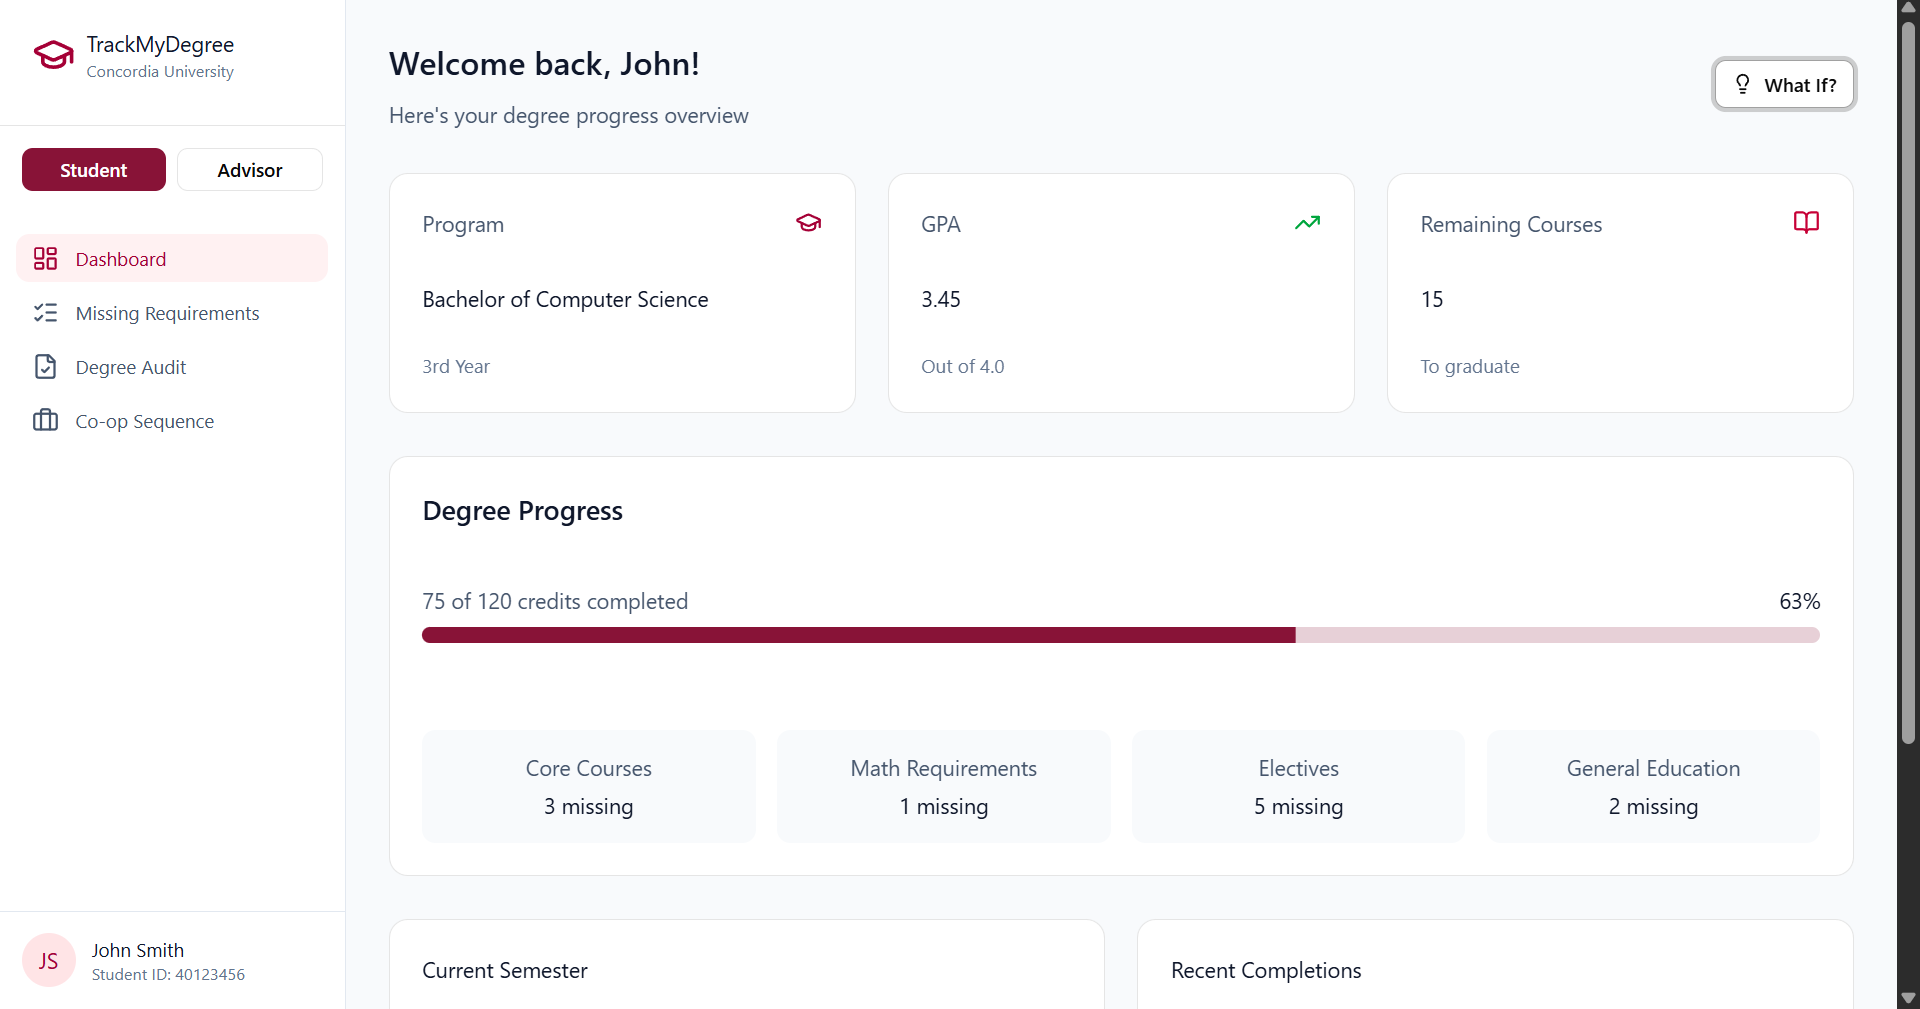 TrackMyDegree
Concordia University
Student
Advisor
Dashboard
Missing Requirements
Degree Audit
Co-op Sequence
JS
John Smith
Student ID: 40123456
Welcome back, John!
Here's your degree progress overview
What If?
Program
Bachelor of Computer Science
3rd Year
GPA
3.45
Out of 4.0
Remaining Courses
15
To graduate
Degree Progress
75 of 120 credits completed
63%
Core Courses
3 missing
Math Requirements
1 missing
Electives
5 missing
General Education
2 missing
Current Semester
Recent Completions